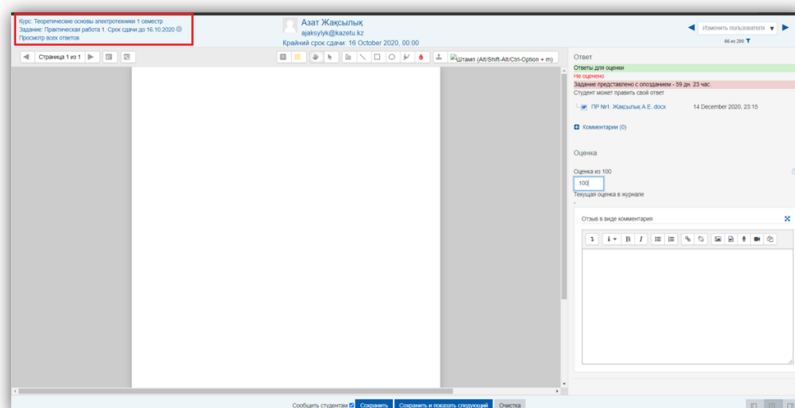 Курс: Теоретические основы электротехники 1 семестр
Задание: Практическая работа 1. Срок сдачи до 16.10.2020
Просмотр всех ответов
Азат Жақсылық
ajaksylyk@kazetu.kz
Крайний срок сдачи: 16 October 2020, 00:00
Изменить пользователя
66 из 200
Страница 1 из 1
Штамп (Alt/Shift-Alt/Ctrl-Option + m)
Ответ
Ответы для оценки
Не оценено
Задание представлено с опозданием - 59 дн. 23 час.
Студент может править свой ответ
ПР №1. Жақсылық А.Е..docx 14 December 2020, 23:15
Комментарии (0)
Оценка
Оценка из 100
100
Текущая оценка в журнале
-
Отзыв в виде комментария
Сообщить студентам Сохранить Сохранить и показать следующий Очистка